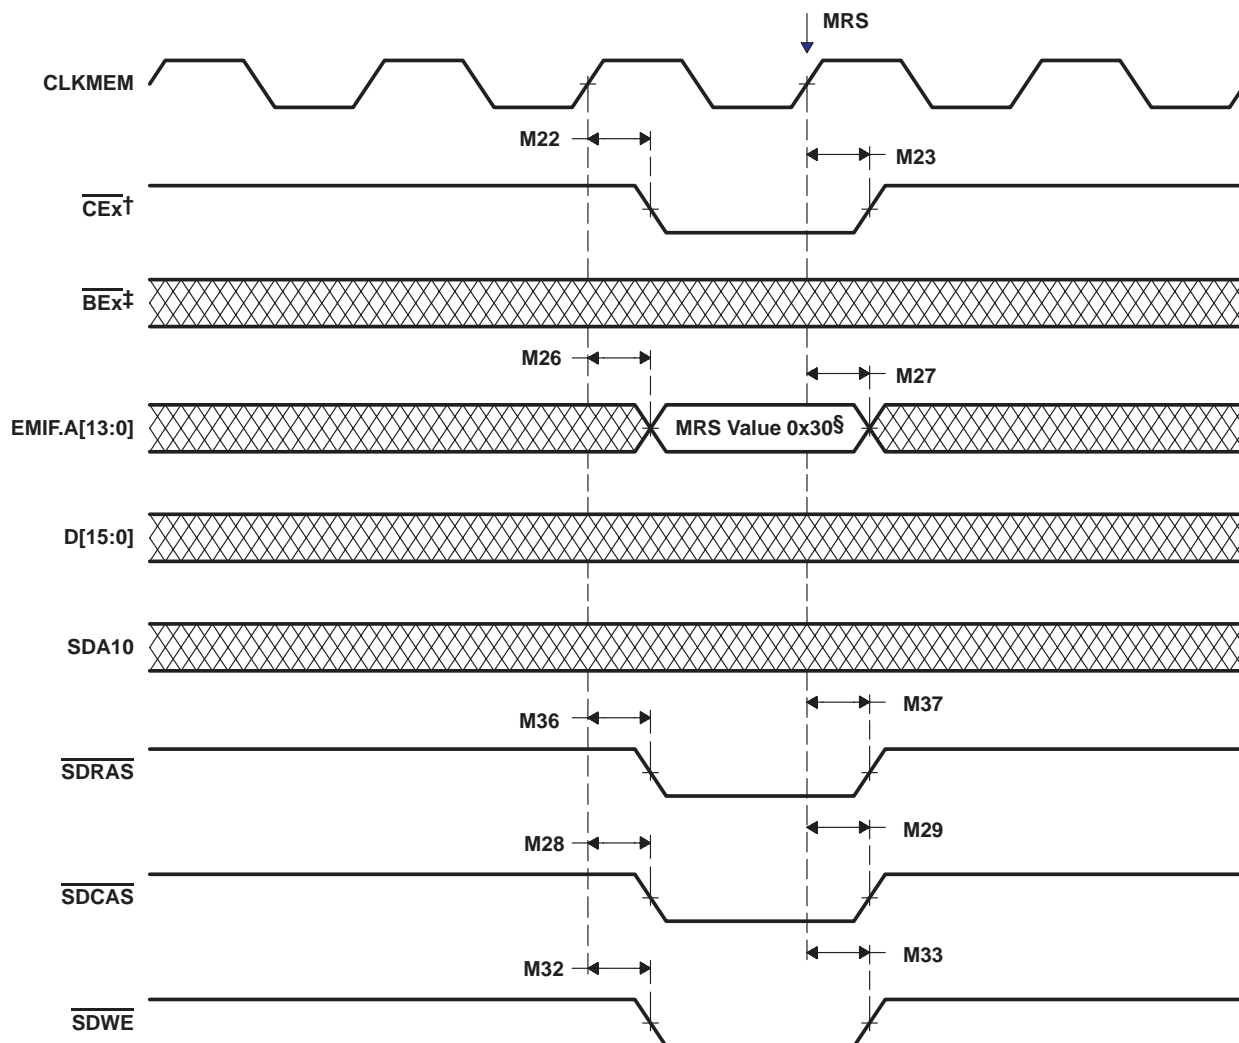 MRS
CLKMEM
M22
M23
CEx†
BEx‡
M26
M27
EMIF.A[13:0]
MRS Value 0x30§
D[15:0]
SDA10
M36
M37
SDRAS
M28
M29
SDCAS
M32
M33
SDWE